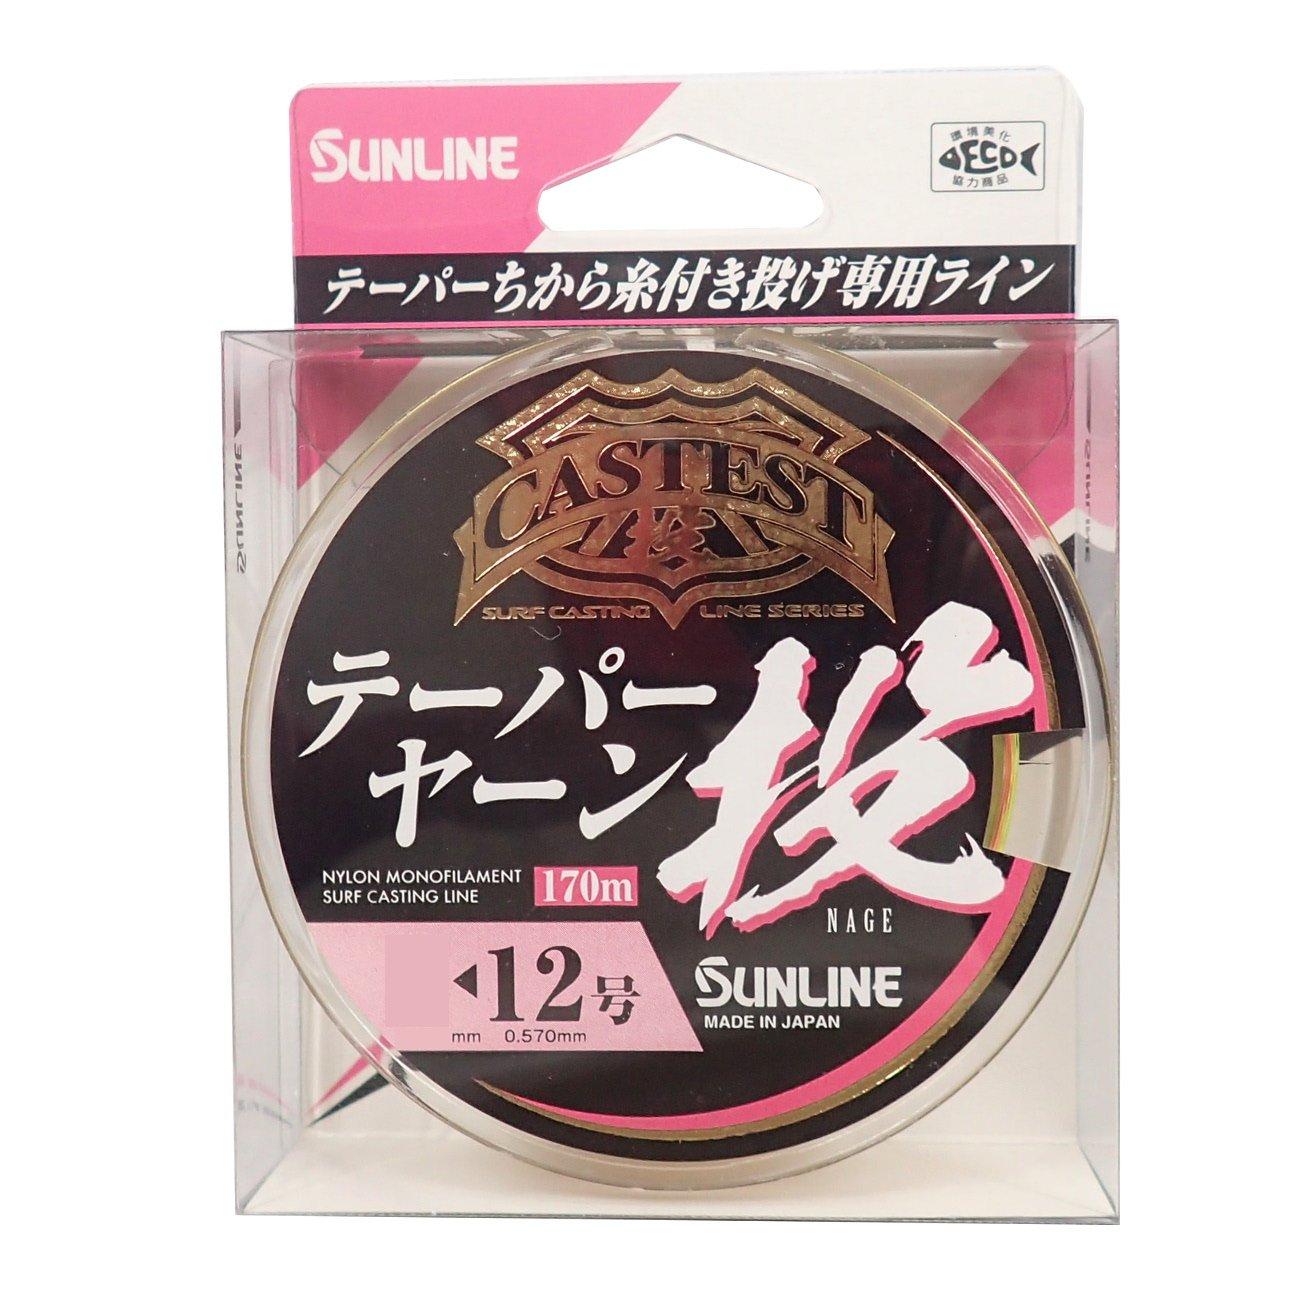 SUNLINE
環境美化
ECO
協力商品
テーパーちから糸付き投げ専用ライン
CASTEST
投
SURF CASTING LINE SERIES
テーパー
ヤーン
投
NAGE
NYLON MONOFILAMENT
SURF CASTING LINE
170m
◀12号
mm 0.570mm
SUNLINE
MADE IN JAPAN
SUNLINE
SUNLINE